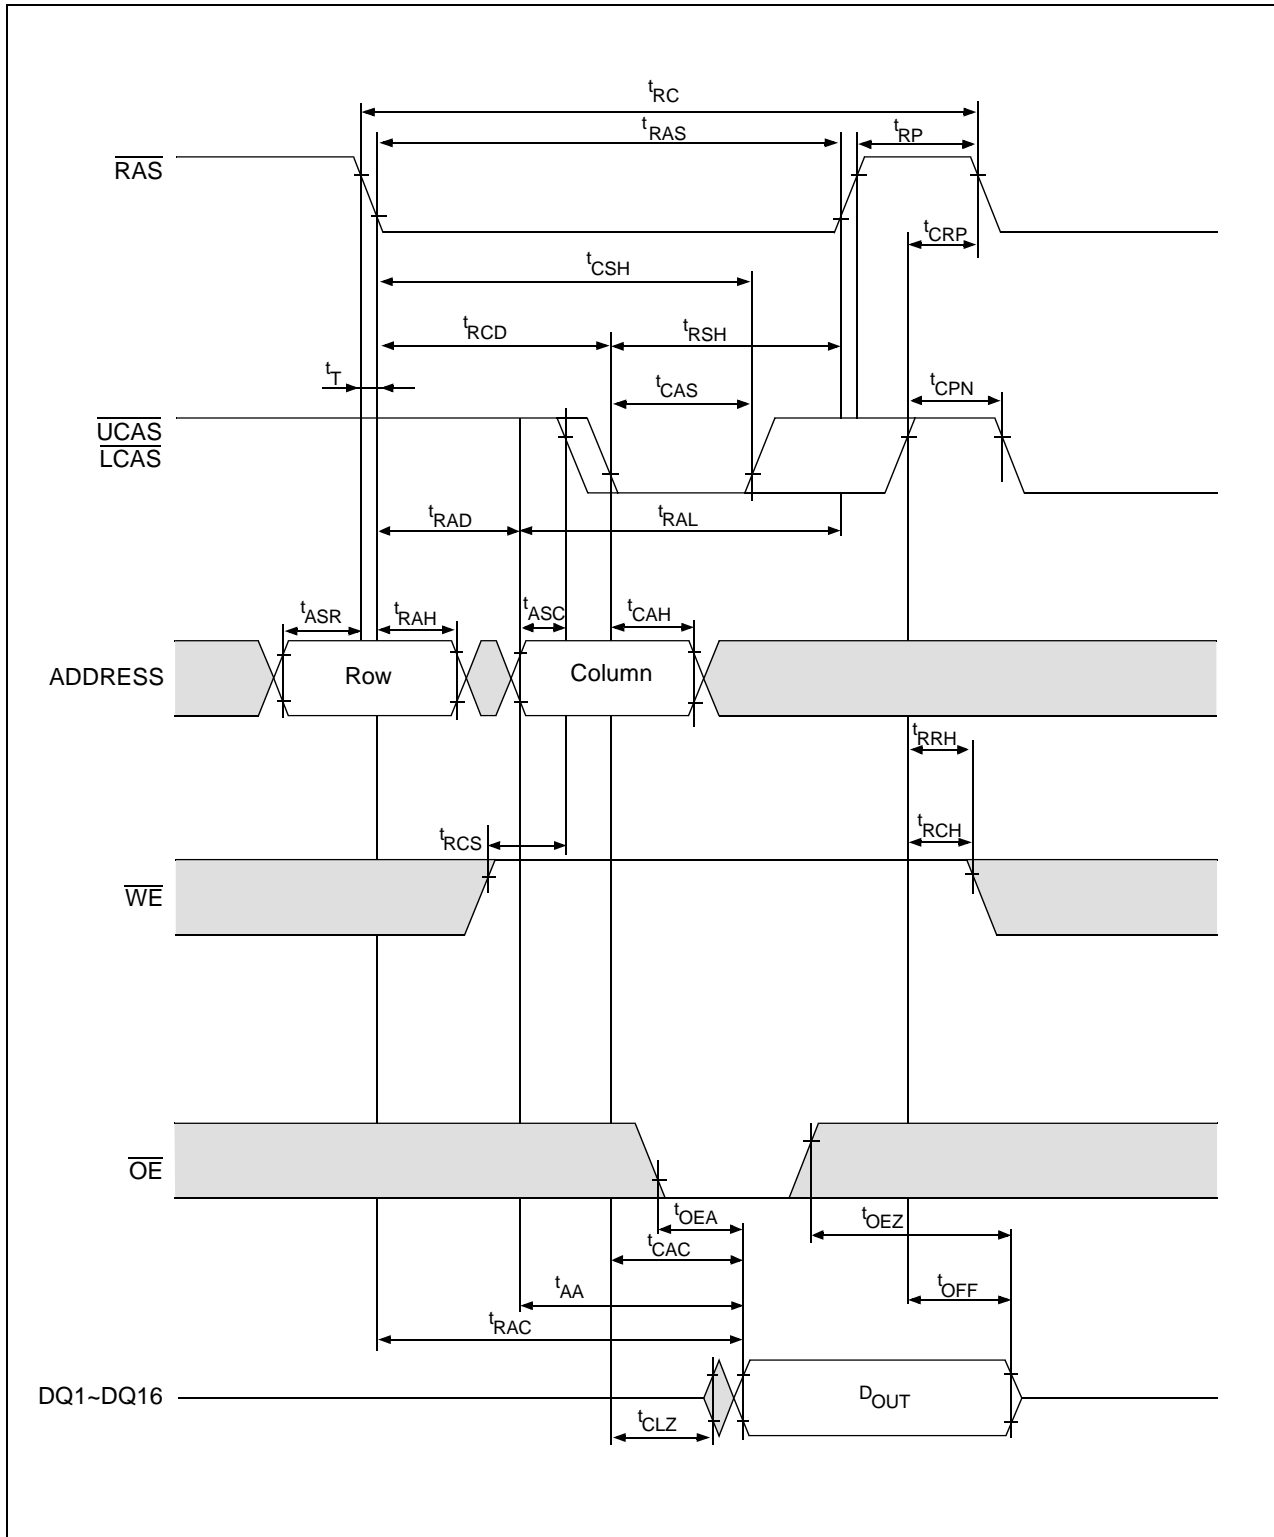 tRC
tRAS
tRP
RAS
tCRP
tCSH
tRCD
tRSH
tT
tCAS
tCPN
UCAS
LCAS
tRAD
tRAL
tASR
tRAH
tASC
tCAH
ADDRESS
Row
Column
tRRH
tRCS
tRCH
WE
OE
tOEA
tOEZ
tCAC
tAA
tOFF
tRAC
DQ1~DQ16
DOUT
tCLZ